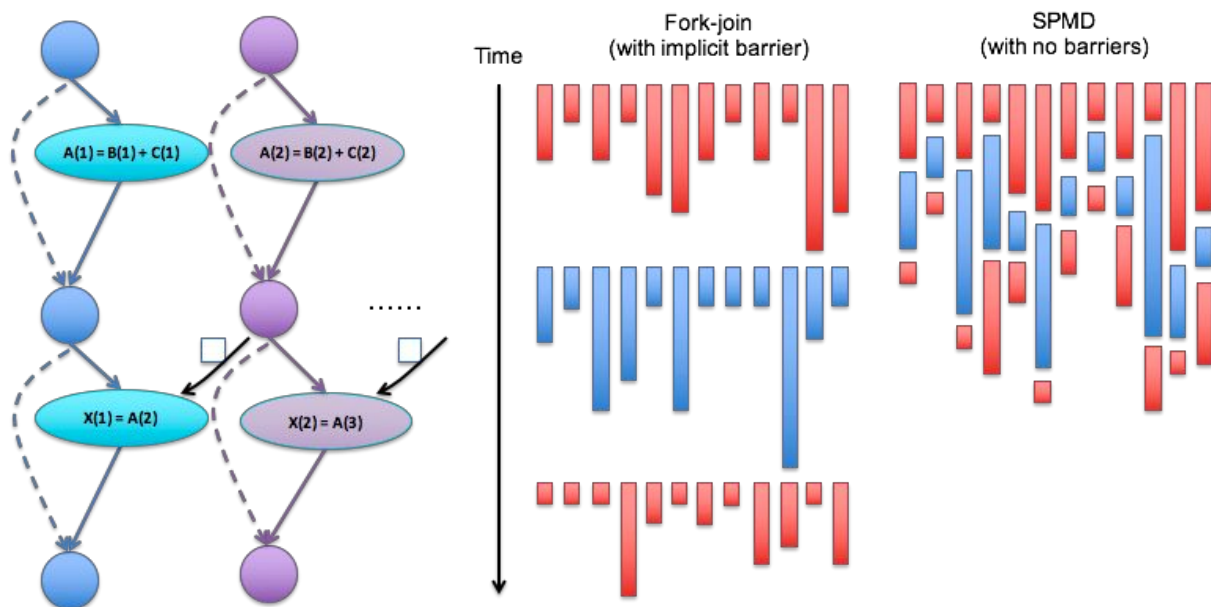 A(1) = B(1) + C(1)
A(2) = B(2) + C(2)
......
X(1) = A(2)
X(2) = A(3)
Time
Fork-join
(with implicit barrier)
SPMD
(with no barriers)